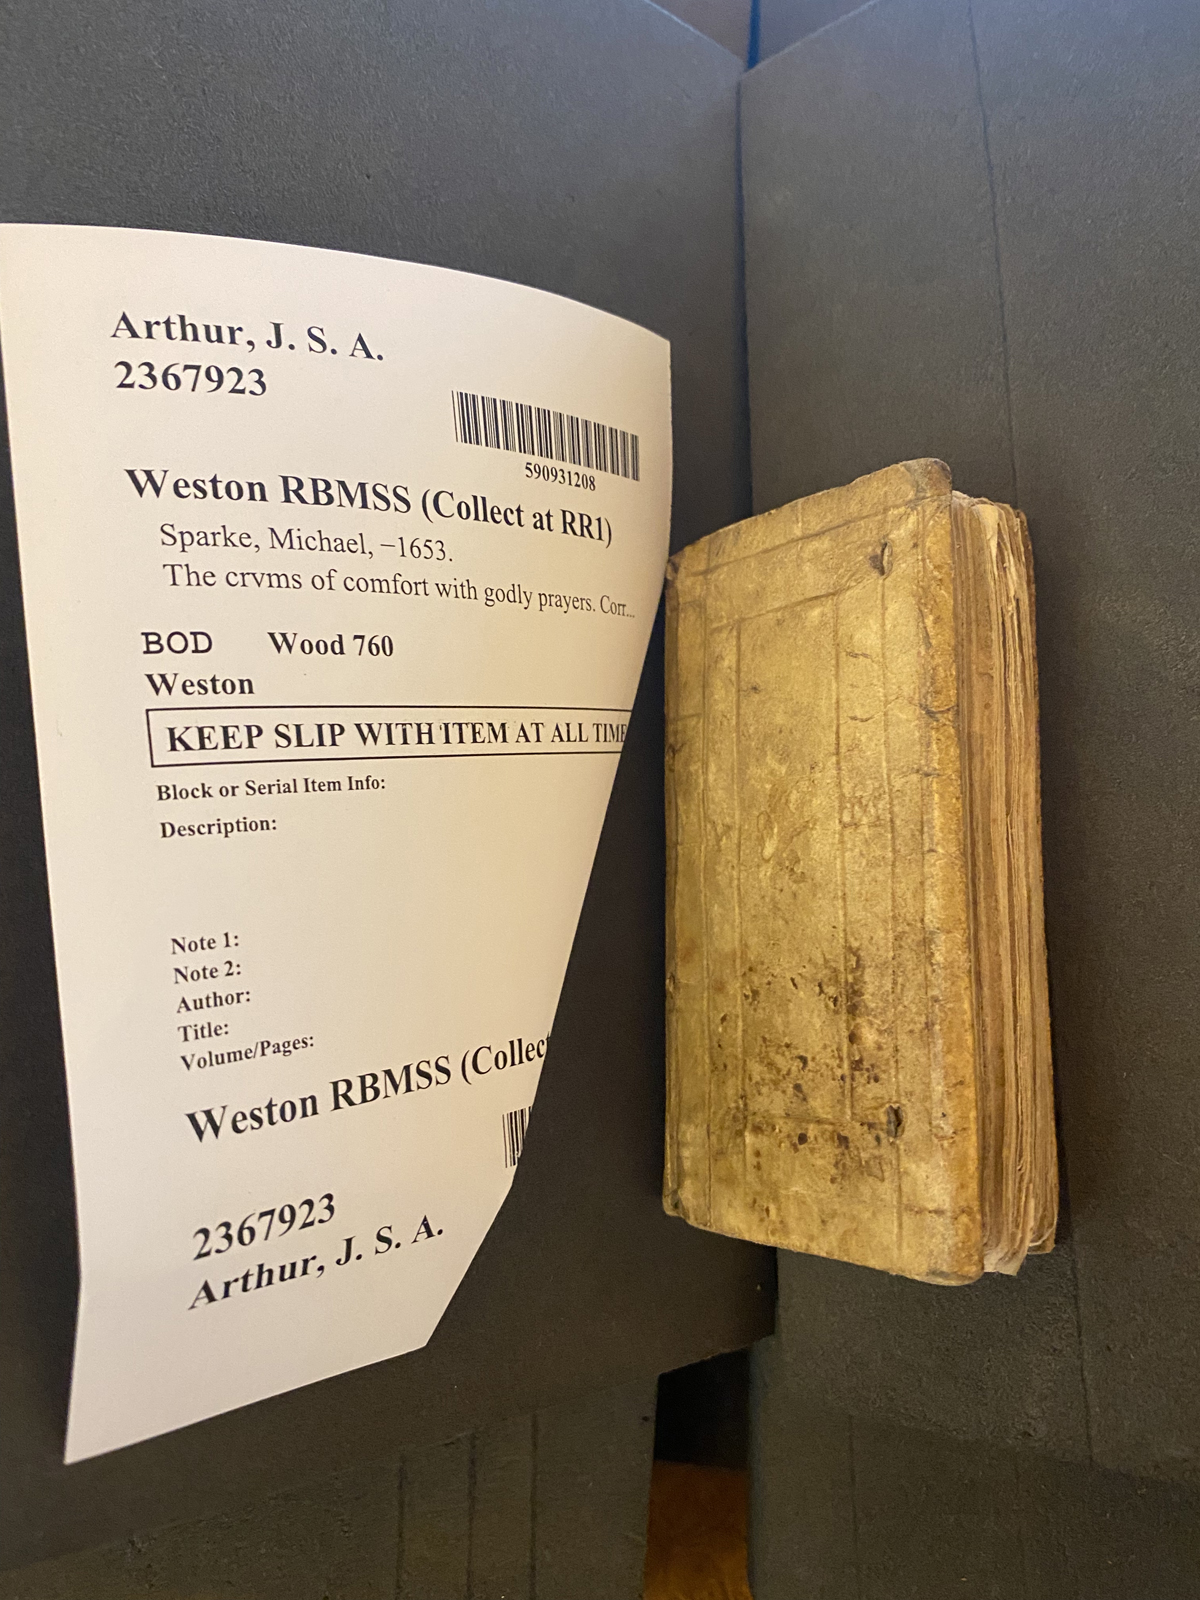 Arthur, J. S. A.
2367923
590931208
Weston RBMSS (Collect at RR1)
Sparke, Michael, –1653.
The crvms of comfort with godly prayers. Corr...
BOD Wood 760
Weston
KEEP SLIP WITH ITEM AT ALL TIME
Block or Serial Item Info:
Description:
Note 1:
Note 2:
Author:
Title:
Volume/Pages:
Weston RBMSS (Collect
2367923
Arthur, J. S. A.